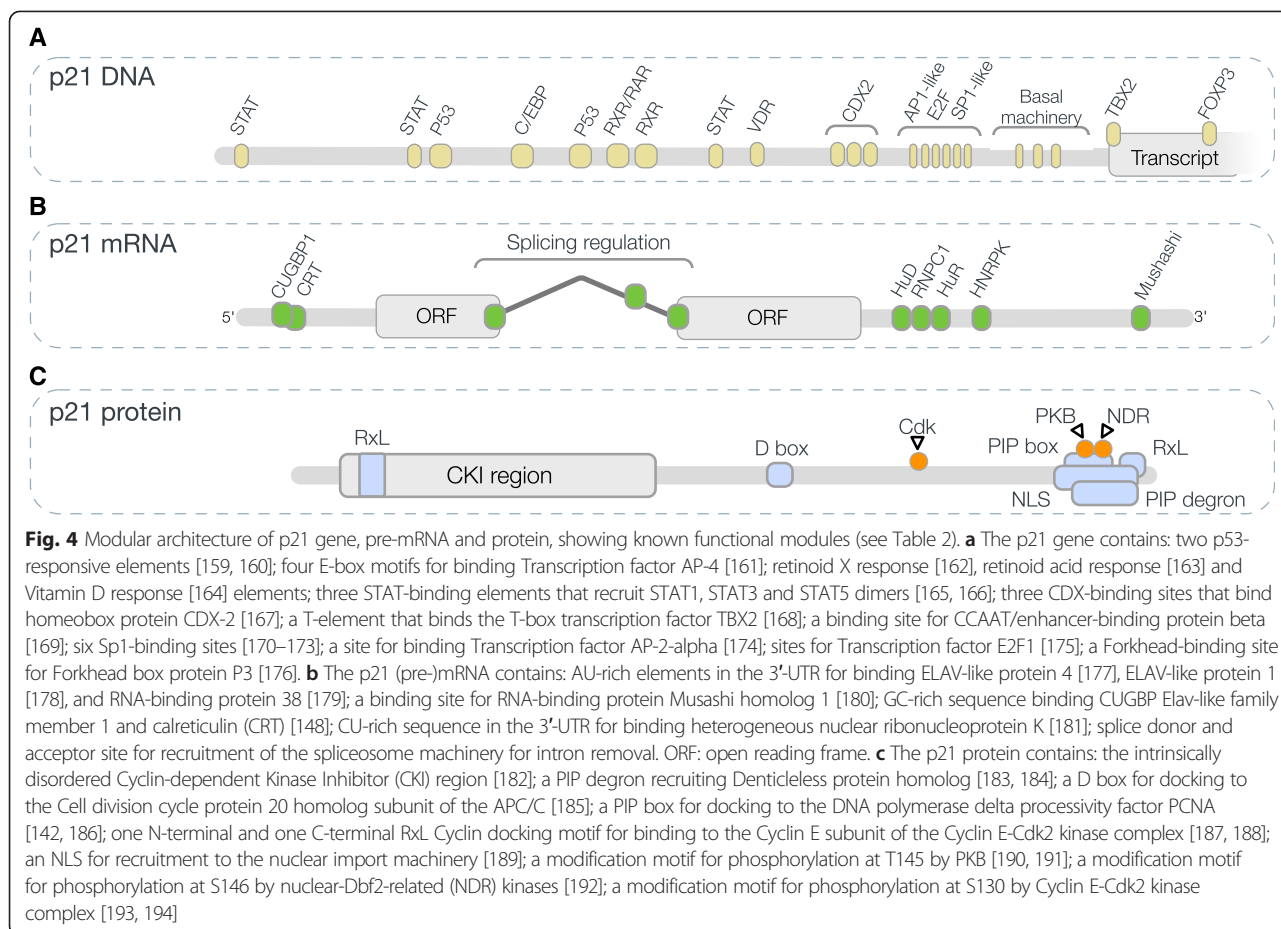 A
p21 DNA
STAT
STAT
P53
C/EBP
P53
RXR/RAR
RXR
STAT
VDR
CDX2
AP1-like
E2F
SP1-like
Basal
machinery
TBX2
FOXP3
Transcript
B
p21 mRNA
Splicing regulation
CUGBP1
CRT
HuD
RNPC1
HuR
HNRPK
Mushashi
5'
ORF
ORF
3'
C
p21 protein
RxL
CKI region
D box
Cdk
PKB
NDR
PIP box
RxL
NLS
PIP degron
Fig. 4 Modular architecture of p21 gene, pre-mRNA and protein, showing known functional modules (see Table 2). a The p21 gene contains: two p53-
responsive elements [159, 160]; four E-box motifs for binding Transcription factor AP-4 [161]; retinoid X response [162], retinoid acid response [163] and
Vitamin D response [164] elements; three STAT-binding elements that recruit STAT1, STAT3 and STAT5 dimers [165, 166]; three CDX-binding sites that bind
homeobox protein CDX-2 [167]; a T-element that binds the T-box transcription factor TBX2 [168]; a binding site for CCAAT/enhancer-binding protein beta
[169]; six Sp1-binding sites [170–173]; a site for binding Transcription factor AP-2-alpha [174]; sites for Transcription factor E2F1 [175]; a Forkhead-binding site
for Forkhead box protein P3 [176]. b The p21 (pre-)mRNA contains: AU-rich elements in the 3′-UTR for binding ELAV-like protein 4 [177], ELAV-like protein 1
[178], and RNA-binding protein 38 [179]; a binding site for RNA-binding protein Musashi homolog 1 [180]; GC-rich sequence binding CUGBP Elav-like family
member 1 and calreticulin (CRT) [148]; CU-rich sequence in the 3′-UTR for binding heterogeneous nuclear ribonucleoprotein K [181]; splice donor and
acceptor site for recruitment of the spliceosome machinery for intron removal. ORF: open reading frame. c The p21 protein contains: the intrinsically
disordered Cyclin-dependent Kinase Inhibitor (CKI) region [182]; a PIP degron recruiting Denticleless protein homolog [183, 184]; a D box for docking to
the Cell division cycle protein 20 homolog subunit of the APC/C [185]; a PIP box for docking to the DNA polymerase delta processivity factor PCNA
[142, 186]; one N-terminal and one C-terminal RxL Cyclin docking motif for binding to the Cyclin E subunit of the Cyclin E-Cdk2 kinase complex [187, 188];
an NLS for recruitment to the nuclear import machinery [189]; a modification motif for phosphorylation at T145 by PKB [190, 191]; a modification motif
for phosphorylation at S146 by nuclear-Dbf2-related (NDR) kinases [192]; a modification motif for phosphorylation at S130 by Cyclin E-Cdk2 kinase
complex [193, 194]